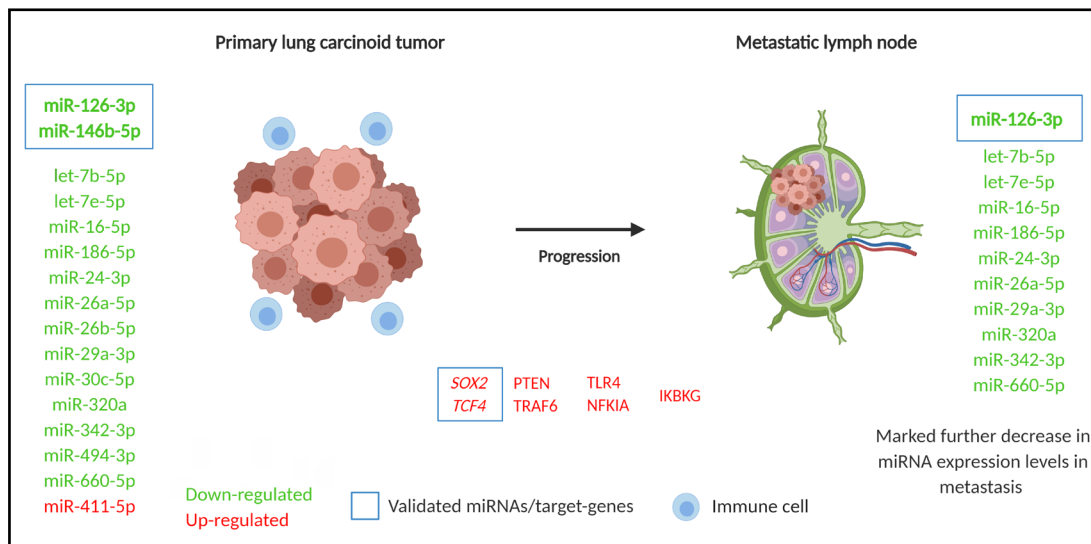 Primary lung carcinoid tumor
Metastatic lymph node
miR-126-3p
miR-146b-5p
let-7b-5p
let-7e-5p
miR-16-5p
miR-186-5p
miR-24-3p
miR-26a-5p
miR-26b-5p
miR-29a-3p
miR-30c-5p
miR-320a
miR-342-3p
miR-494-3p
miR-660-5p
miR-411-5p
Progression
miR-126-3p
let-7b-5p
let-7e-5p
miR-16-5p
miR-186-5p
miR-24-3p
miR-26a-5p
miR-29a-3p
miR-320a
miR-342-3p
miR-660-5p
SOX2 PTEN TLR4 IKBKG
TCF4 TRAF6 NFKIA
Marked further decrease in
miRNA expression levels in
metastasis
Down-regulated
Up-regulated
Validated miRNAs/target-genes
Immune cell